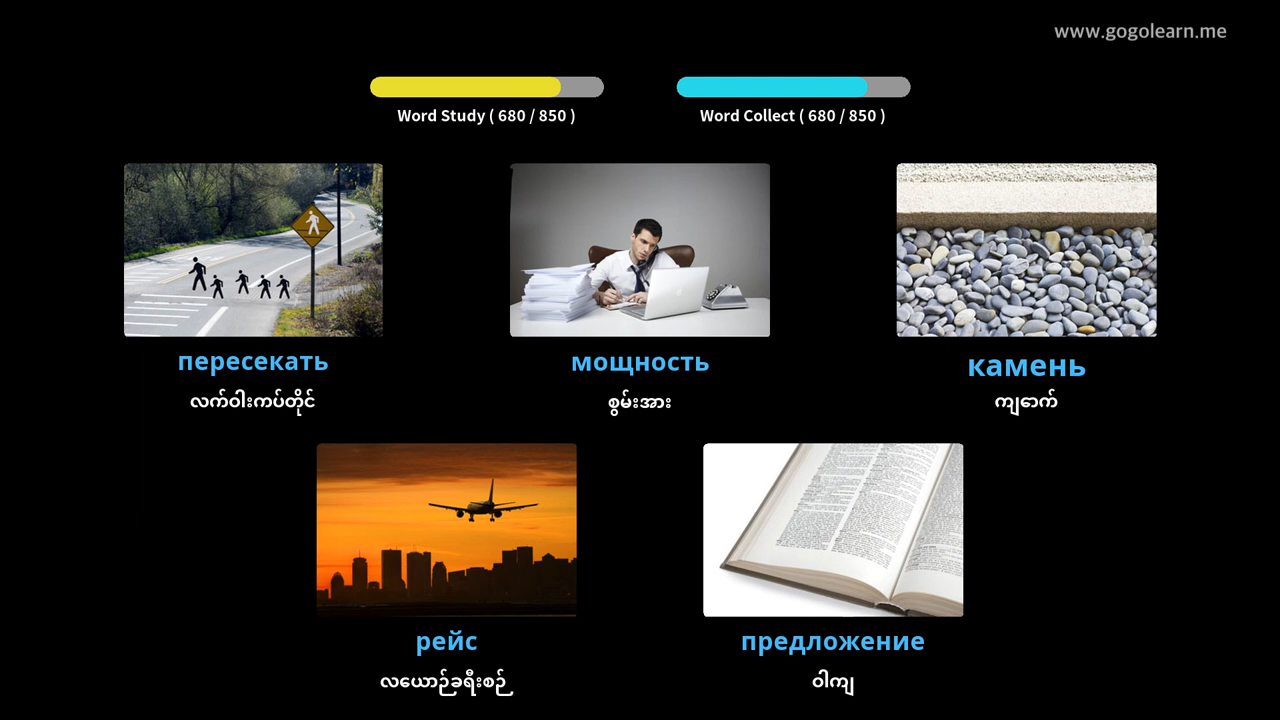 www.gogolearn.me
Word Study ( 680 / 850 )
Word Collect ( 680 / 850 )
пересекать
мощность
камень
လက်ဝါးကပ်တိုင်
စွမ်းအား
ကျောက်
рейс
предложение
လေယာဉ်ခရီးစဉ်
ဝါကျ